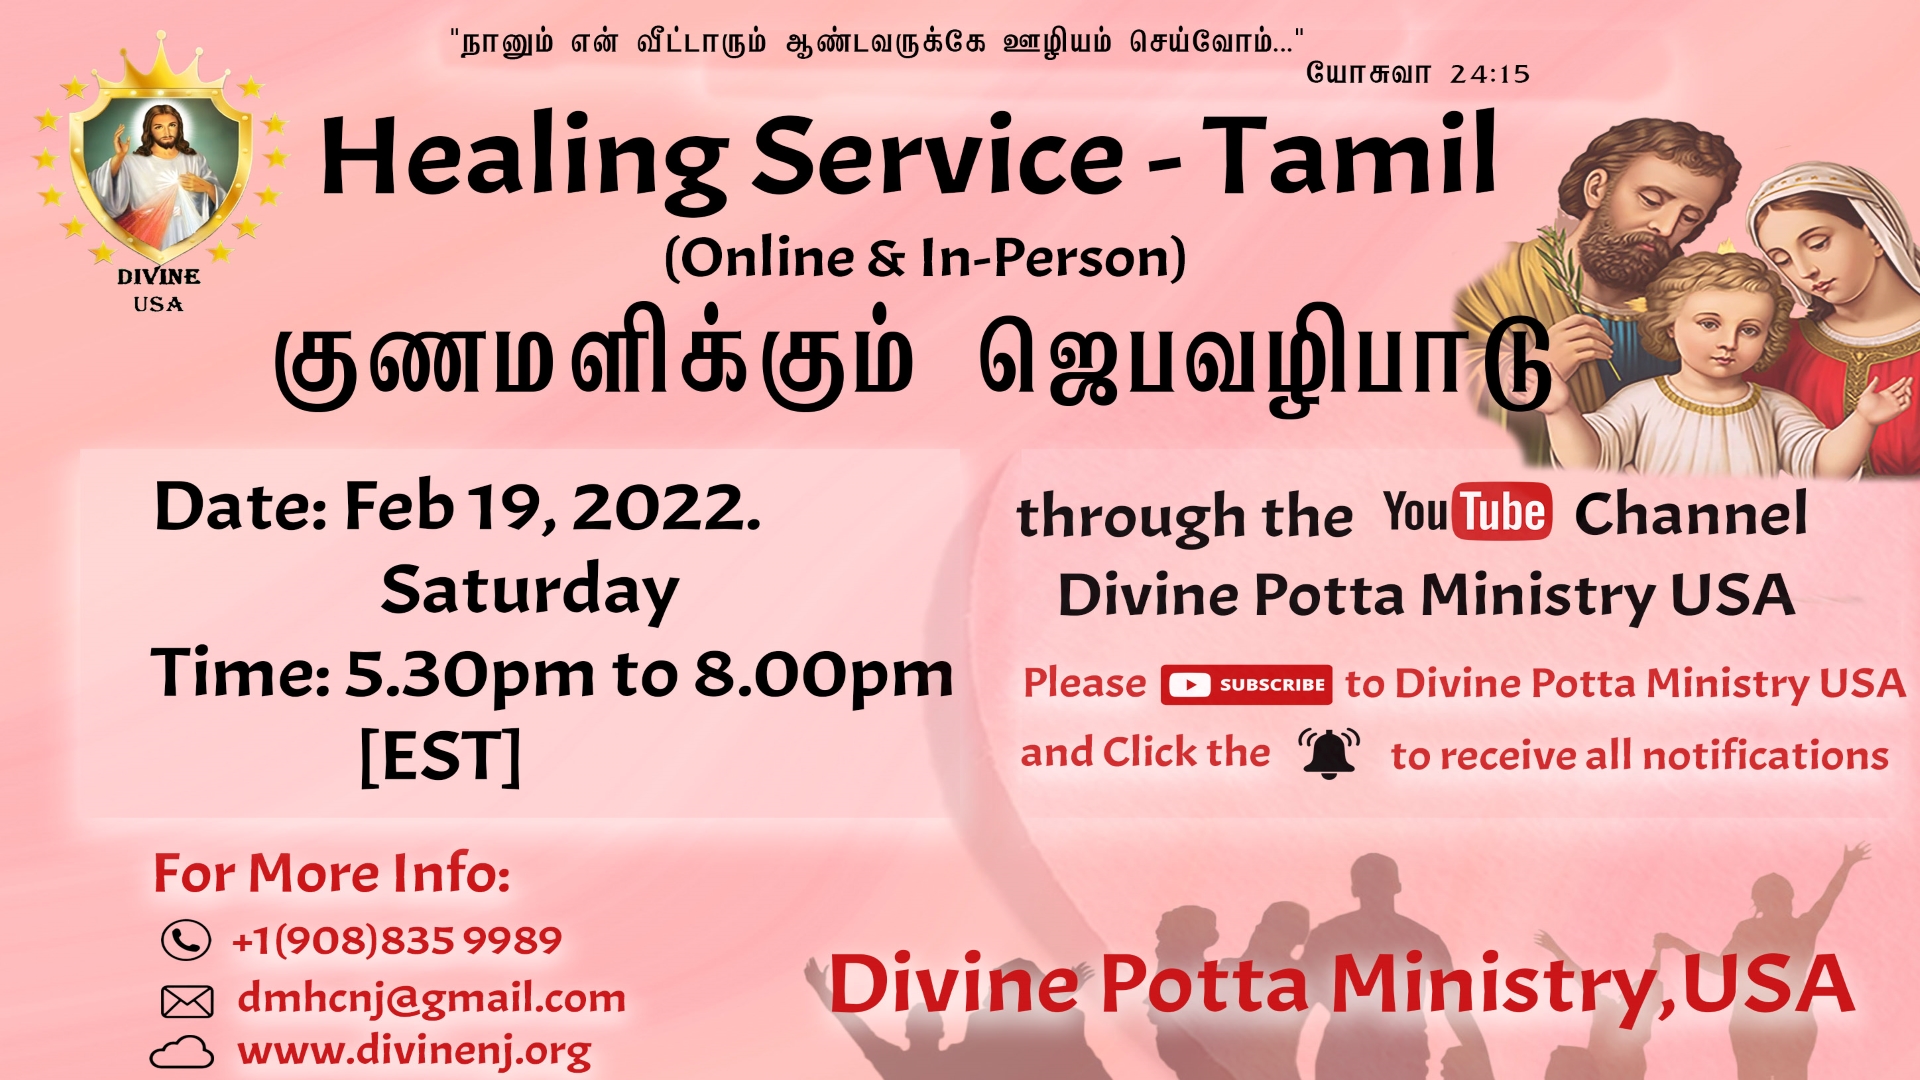 "நானும் என் வீட்டாரும் ஆண்டவருக்கே ஊழியம் செய்வோம்..."
யோசுவா 24:15
Healing Service - Tamil
(Online & In-Person)
DIVINE
USA
குணமளிக்கும் ஜெபவழிபாடு
Date: Feb 19, 2022.
Saturday
Time: 5.30pm to 8.00pm
[EST]
through the YouTube Channel
Divine Potta Ministry USA
Please SUBSCRIBE to Divine Potta Ministry USA
and Click the to receive all notifications
For More Info:
+1(908)835 9989
dmhcnj@gmail.com
www.divinenj.org
Divine Potta Ministry,USA